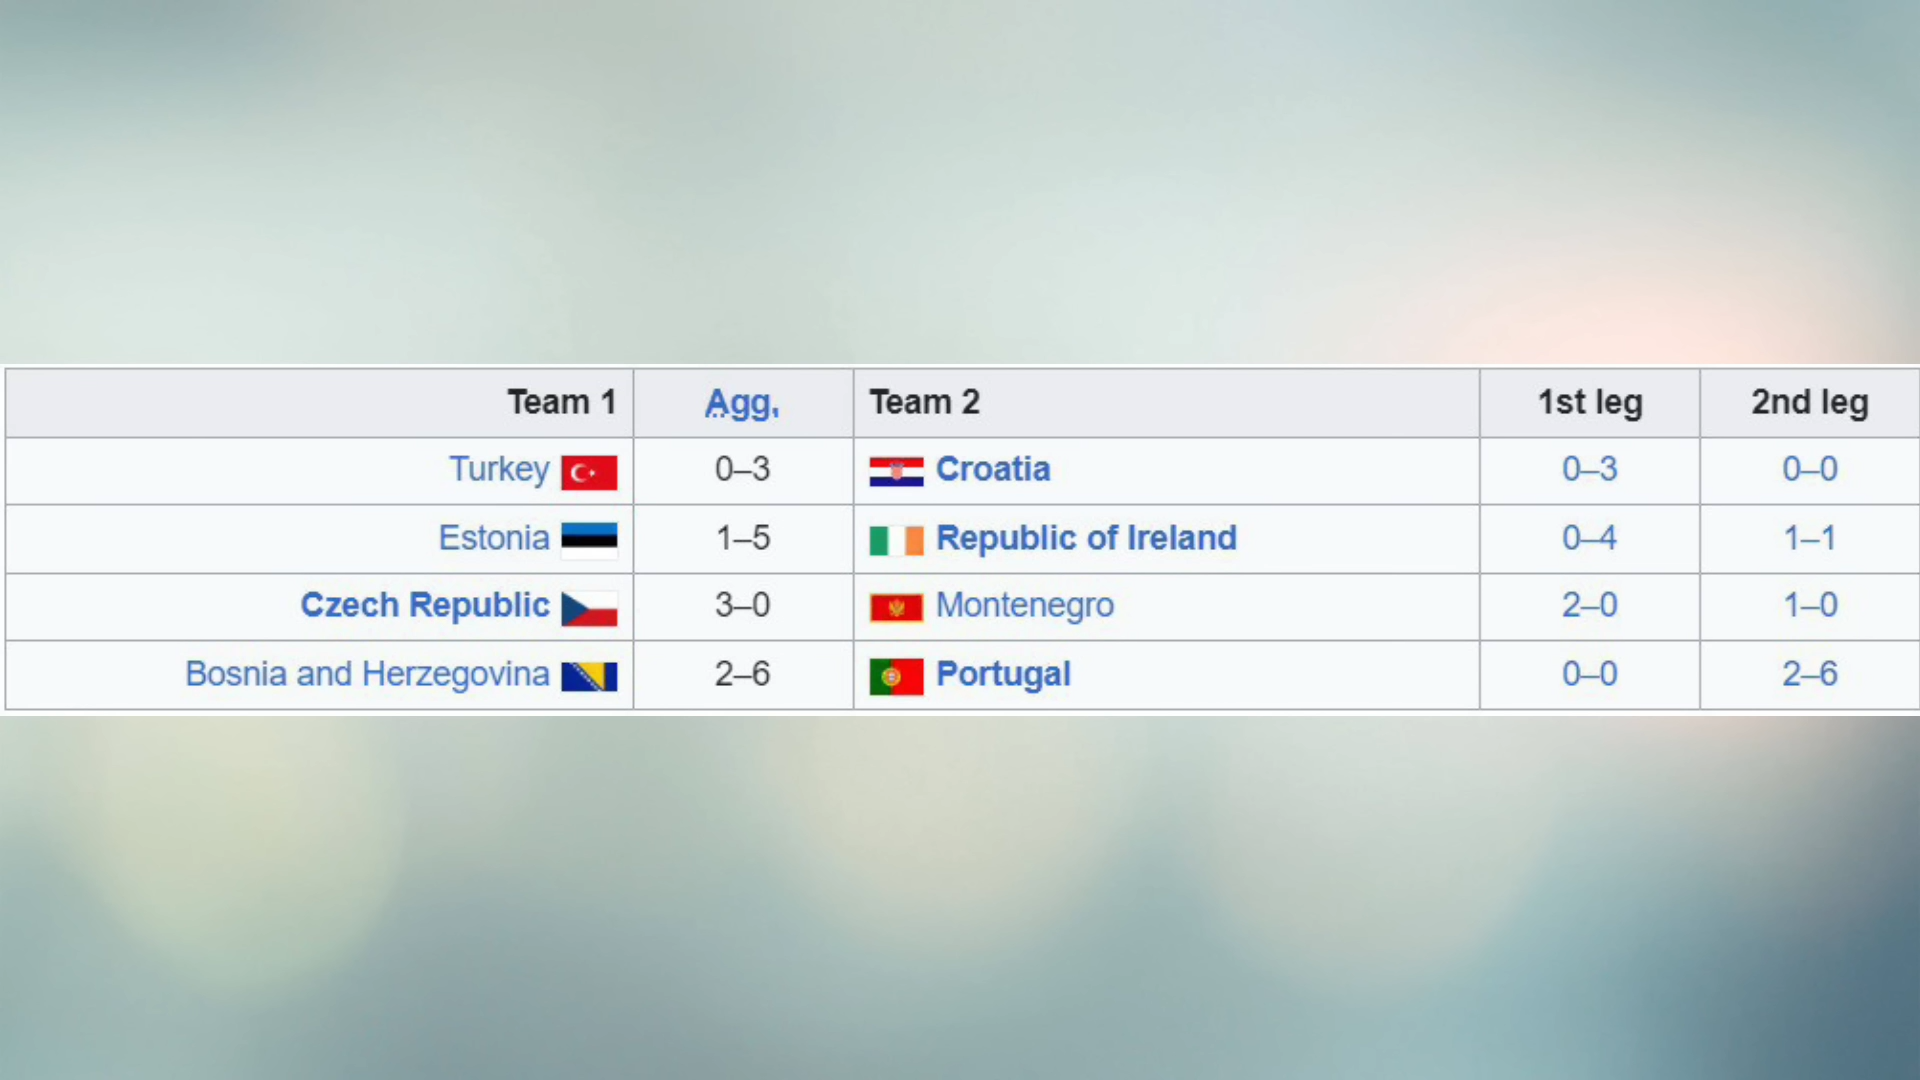 Team 1 Agg. Team 2 1st leg 2nd leg
Turkey 0–3 Croatia 0–3 0–0
Estonia 1–5 Republic of Ireland 0–4 1–1
Czech Republic 3–0 Montenegro 2–0 1–0
Bosnia and Herzegovina 2–6 Portugal 0–0 2–6